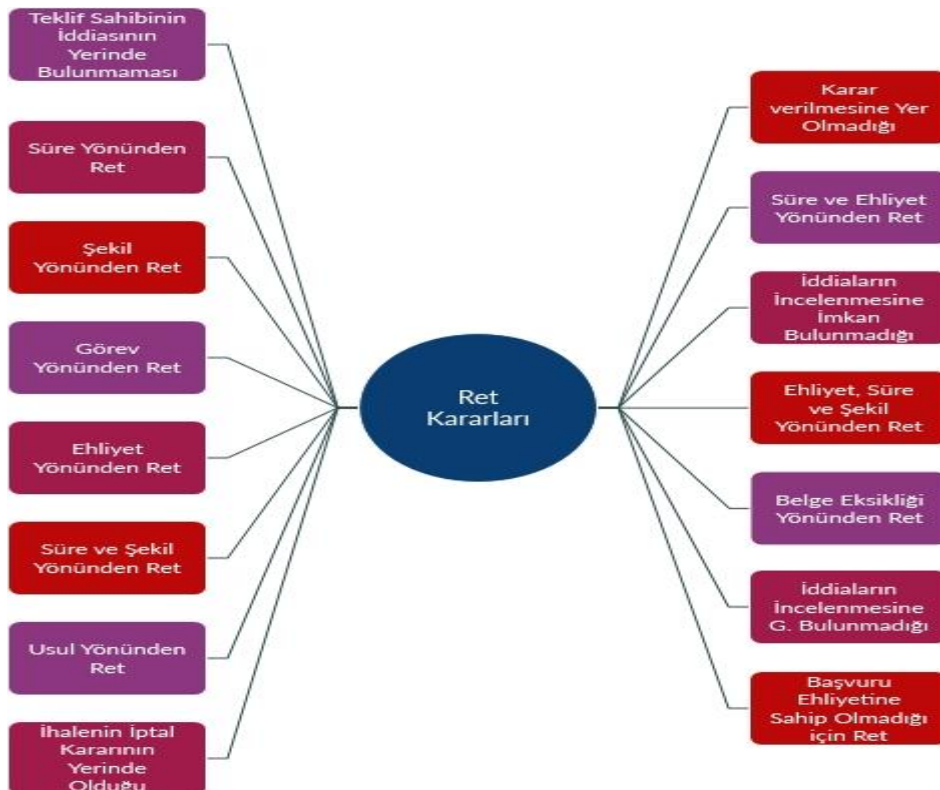 Teklif Sahibinin
İddiasının
Yerinde
Bulunmaması
Süre Yönünden
Ret
Şekil
Yönünden Ret
Görev
Yönünden Ret
Ehliyet
Yönünden Ret
Süre ve Şekil
Yönünden Ret
Usul Yönünden
Ret
İhalenin İptal
Kararının
Yerinde
Olduğu
Ret
Kararları
Karar
verilmesine Yer
Olmadığı
Süre ve Ehliyet
Yönünden Ret
İddiaların
İncelenmesine
İmkan
Bulunmadığı
Ehliyet, Süre
ve Şekil
Yönünden Ret
Belge Eksikliği
Yönünden Ret
İddiaların
İncelenmesine
G. Bulunmadığı
Başvuru
Ehliyetine
Sahip Olmadığı
için Ret